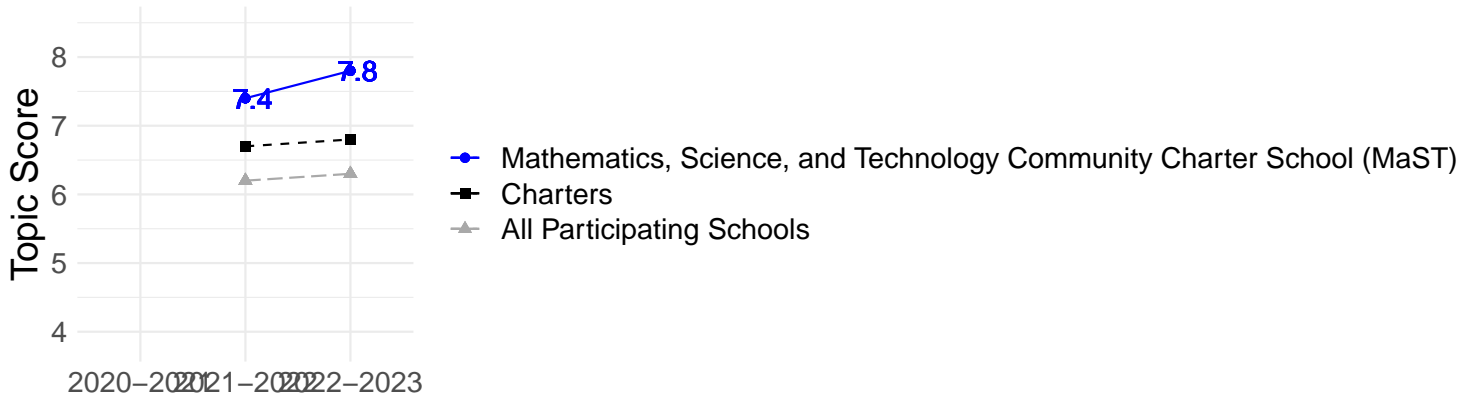 Topic Score
8
7
6
5
4
7.4
7.8
2020–2021
2021–2022
2022–2023
Mathematics, Science, and Technology Community Charter School (MaST)
Charters
All Participating Schools